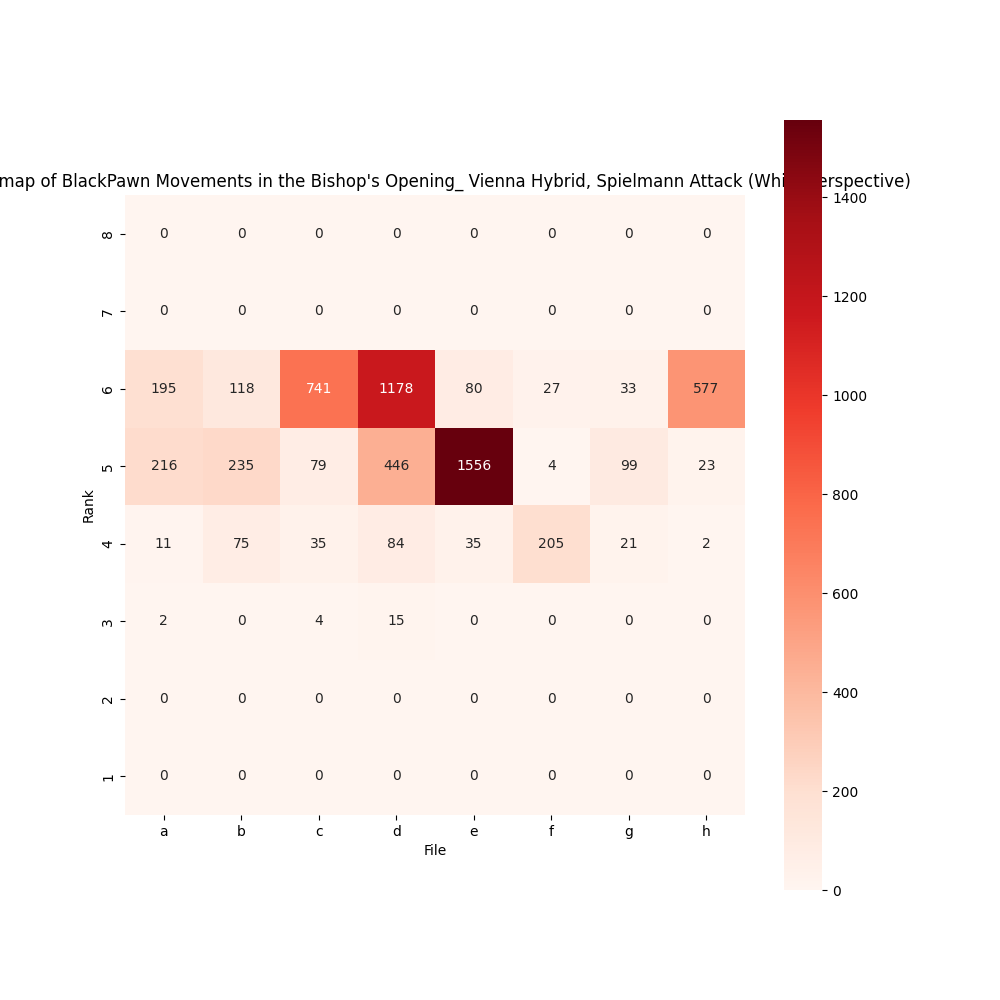 map of BlackPawn Movements in the Bishop's Opening_ Vienna Hybrid, Spielmann Attack (Whi erspective)
1400
8 0 0 0 0 0 0 0 0
7 0 0 0 0 0 0 0 0
1200
6 195 118 741 1178 80 27 33 577
1000
5 216 235 79 446 1556 4 99 23
800
Rank
4 11 75 35 84 35 205 21 2
600
3 2 0 4 15 0 0 0 0
400
2 0 0 0 0 0 0 0 0
200
1 0 0 0 0 0 0 0 0
a b c d e f g h
File
0